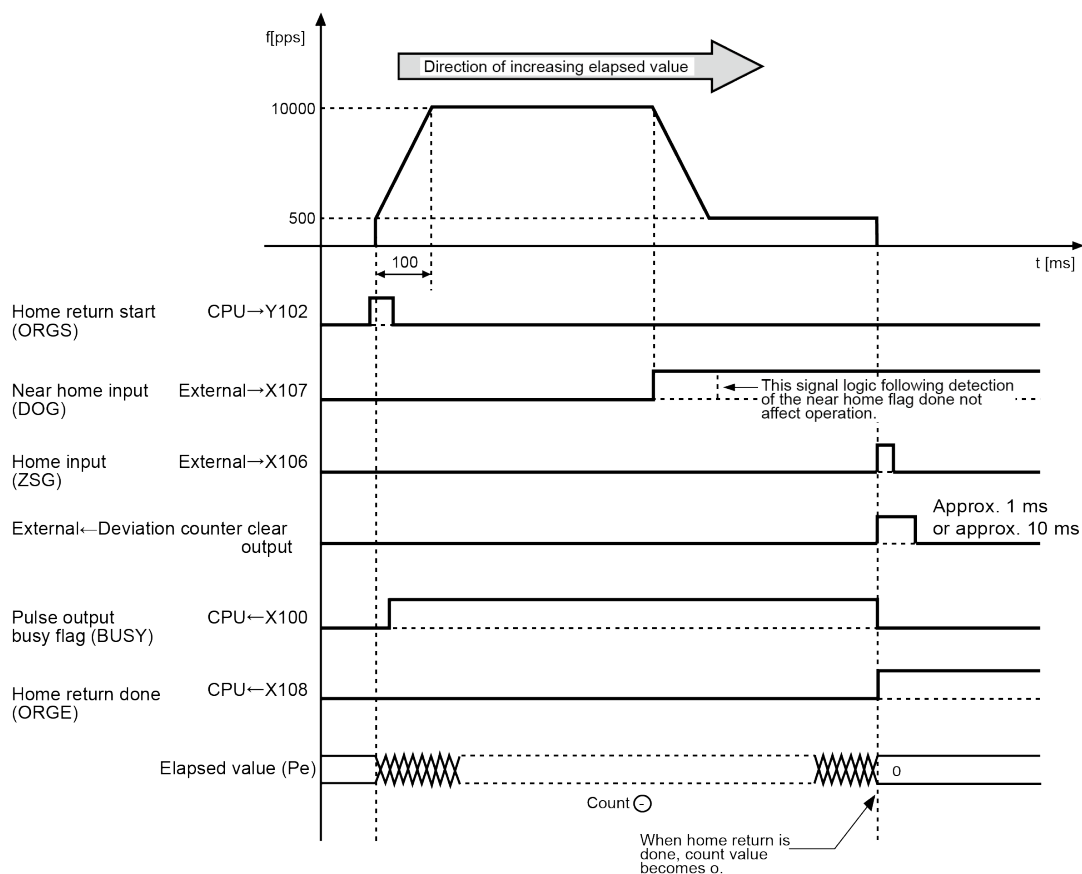 f[pps]
Direction of increasing elapsed value
10000
500
t [ms]
100
Home return start CPU→Y102
(ORGS)
Near home input External→X107
(DOG)
This signal logic following detection
of the near home flag done not
affect operation.
Home input External→X106
(ZSG)
Approx. 1 ms
or approx. 10 ms
External←Deviation counter clear
output
Pulse output CPU←X100
busy flag (BUSY)
Home return done CPU←X108
(ORGE)
Elapsed value (Pe)
0
Count ⊖
When home return is
done, count value
becomes o.